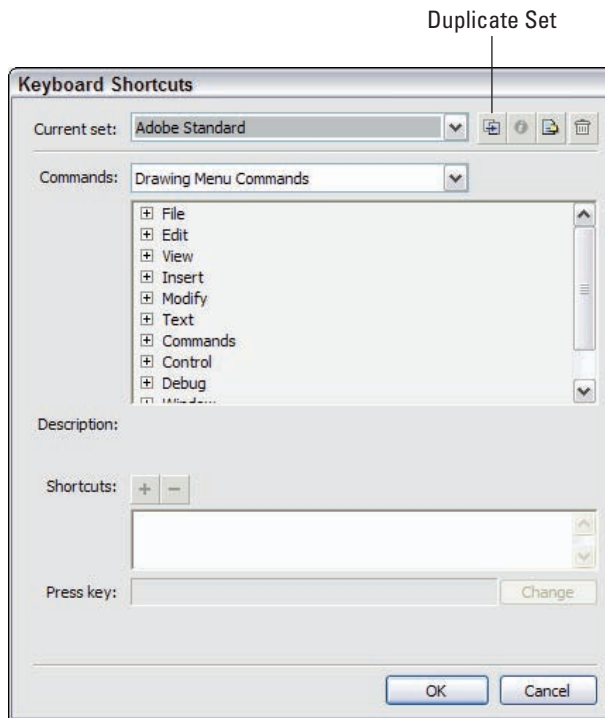 Duplicate Set
Keyboard Shortcuts
Current set: Adobe Standard
Commands: Drawing Menu Commands
File
Edit
View
Insert
Modify
Text
Commands
Control
Debug
Window
Description:
Shortcuts: + −
Press key: Change
OK Cancel